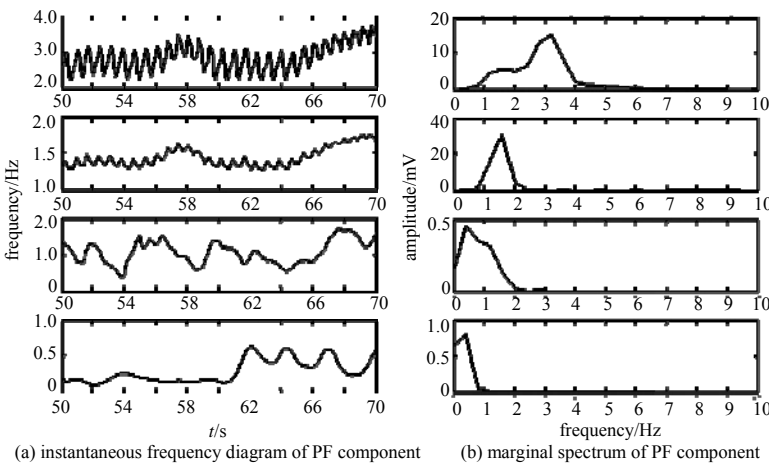 4.0
3.0
2.0
50 54 58 62 66 70
2.0
1.5
1.0
50 54 58 62 66 70
2.0
1.0
0
50 54 58 62 66 70
1.0
0.5
0.0
50 54 58 62 66 70
frequency/Hz
t/s
(a) instantaneous frequency diagram of PF component
20
10
0
0 1 2 3 4 5 6 7 8 9 10
40
20
0
0 1 2 3 4 5 6 7 8 9 10
0.5
0
0 1 2 3 4 5 6 7 8 9 10
1.0
0.5
0.0
0 1 2 3 4 5 6 7 8 9 10
amplitude/mV
frequency/Hz
(b) marginal spectrum of PF component